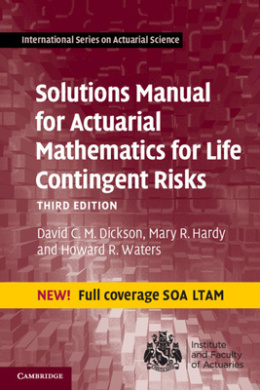 International Series on Actuarial Science
Solutions Manual
for Actuarial
Mathematics for Life
Contingent Risks
THIRD EDITION
David C. M. Dickson, Mary R. Hardy
and Howard R. Waters
NEW! Full coverage SOA LTAM
Institute
and Faculty
of Actuaries
CAMBRIDGE